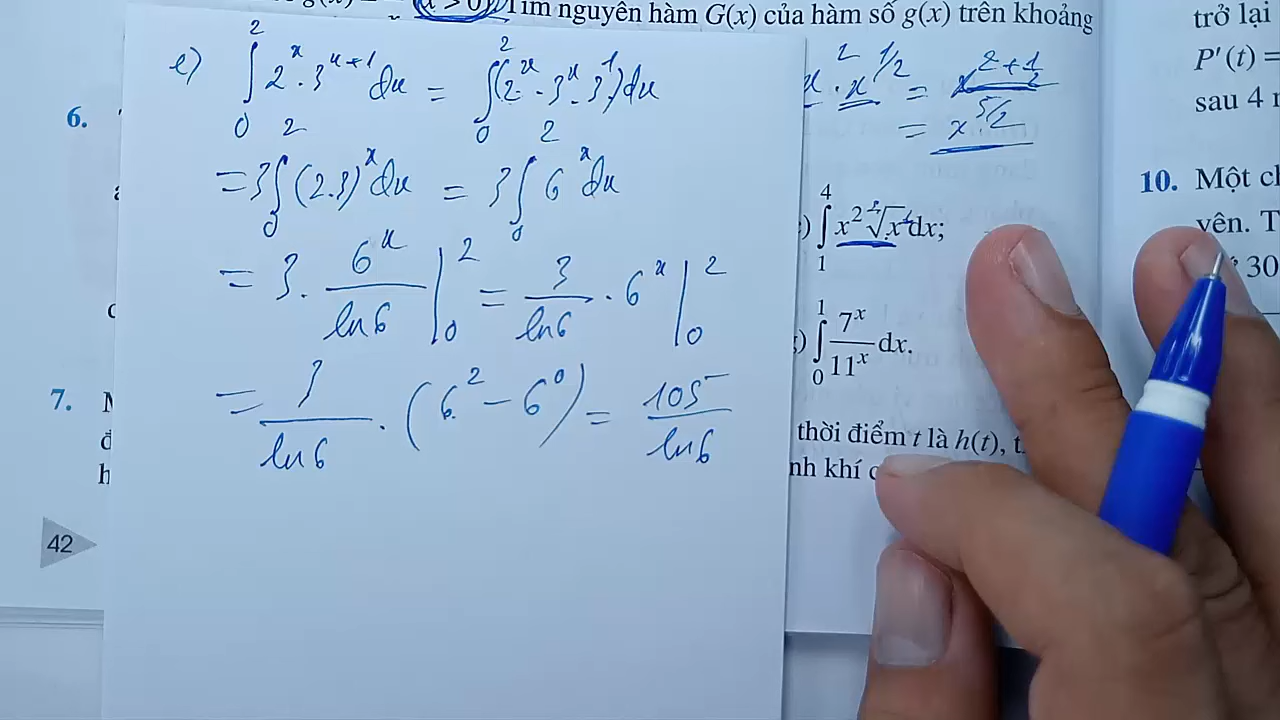 (x > 0). Tìm nguyên hàm G(x) của hàm số g(x) trên khoảng
e) ∫₀² 2ˣ · 3ˣ⁺¹ dx = ∫₀² (2ˣ · 3ˣ · 3¹) dx
= 3 ∫₀² (2.3)ˣ dx = 3 ∫₀² 6ˣ dx
= 3 · 6ˣ/ln6 |₀² = 3/ln6 · 6ˣ |₀²
= 3/ln6 · (6² − 6⁰) = 105/ln6
6.
7.
42
x² · x^1/2 = x^(2+1/2)
= x^5/2
) ∫₁⁴ x² √x dx;
) ∫₀¹ 7ˣ/11ˣ dx.
thời điểm t là h(t),
nh khí
trở lại
P′(t) =
sau 4
10. Một
yên. T
30